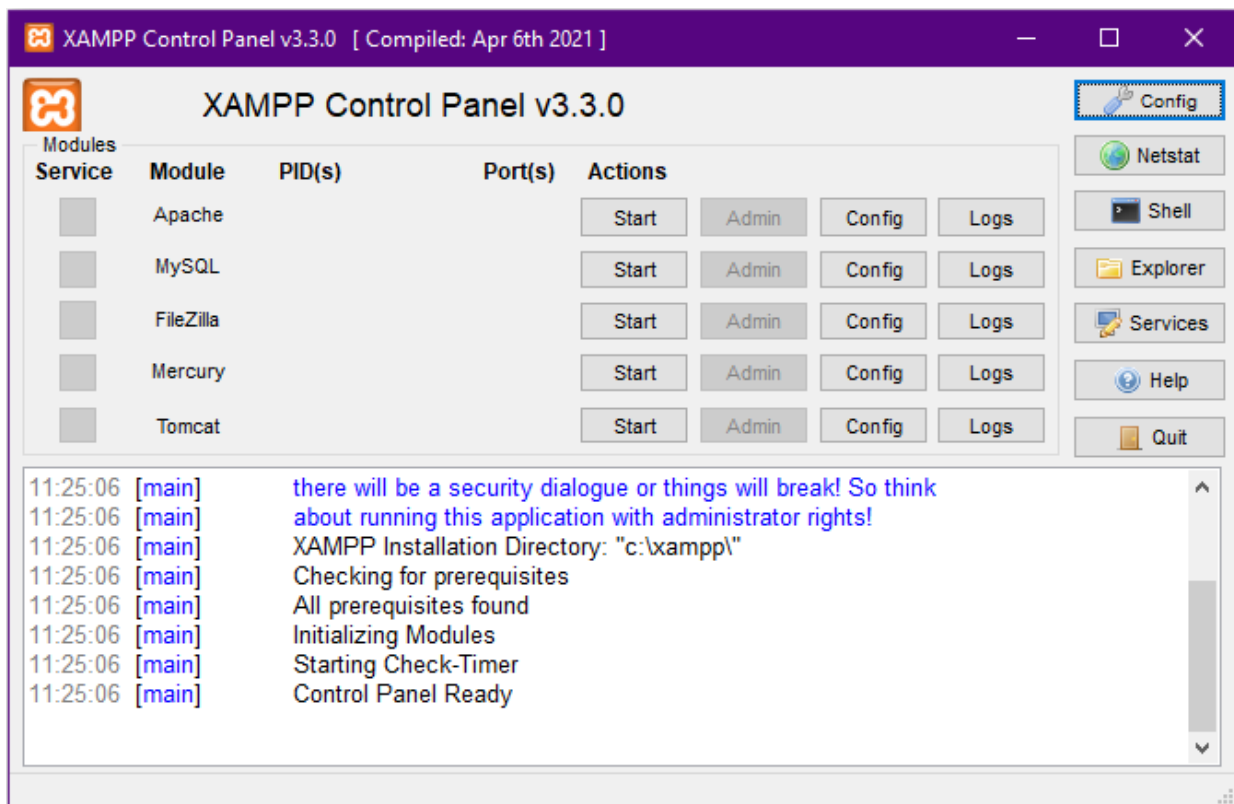 XAMPP Control Panel v3.3.0 [ Compiled: Apr 6th 2021 ]
XAMPP Control Panel v3.3.0
Config
Modules
Netstat
Service Module PID(s) Port(s) Actions
Apache Start Admin Config Logs
Shell
MySQL Start Admin Config Logs
Explorer
FileZilla Start Admin Config Logs
Services
Mercury Start Admin Config Logs
Help
Tomcat Start Admin Config Logs
Quit
11:25:06 [main] there will be a security dialogue or things will break! So think
11:25:06 [main] about running this application with administrator rights!
11:25:06 [main] XAMPP Installation Directory: "c:\xampp\"
11:25:06 [main] Checking for prerequisites
11:25:06 [main] All prerequisites found
11:25:06 [main] Initializing Modules
11:25:06 [main] Starting Check-Timer
11:25:06 [main] Control Panel Ready